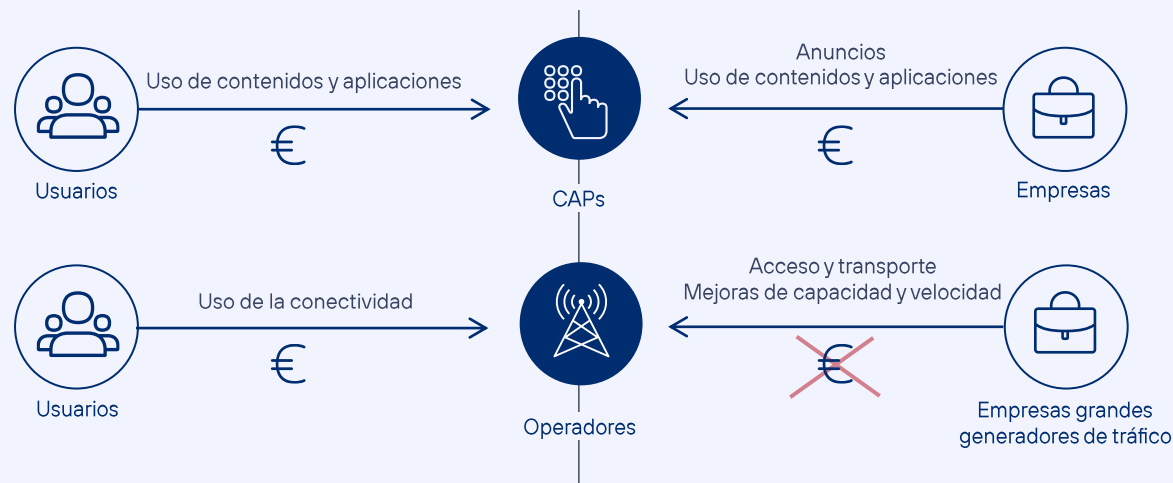 Uso de contenidos y aplicaciones
€
Usuarios
CAPs
Anuncios
Uso de contenidos y aplicaciones
€
Empresas
Uso de la conectividad
€
Usuarios
Operadores
Acceso y transporte
Mejoras de capacidad y velocidad
€
Empresas grandes
generadores de tráfico